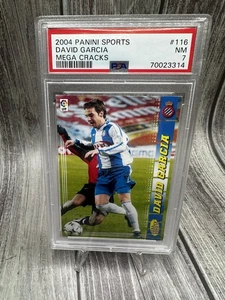 2004 PANINI SPORTS #116
DAVID GARCIA NM
MEGA CRACKS 7
PSA 70023314
DAVID GARCIA